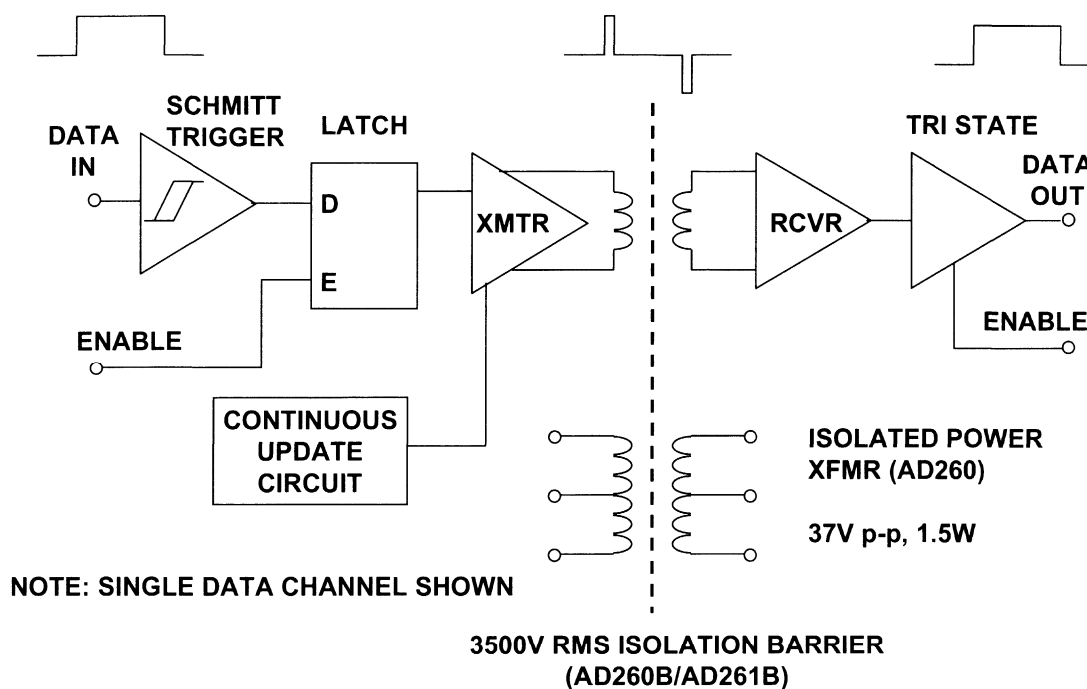 SCHMITT
TRIGGER
DATA
IN
LATCH
TRI STATE
DATA
OUT
D
E
XMTR
RCVR
ENABLE
ENABLE
CONTINUOUS
UPDATE
CIRCUIT
ISOLATED POWER
XFMR (AD260)
37V p-p, 1.5W
NOTE: SINGLE DATA CHANNEL SHOWN
3500V RMS ISOLATION BARRIER
(AD260B/AD261B)